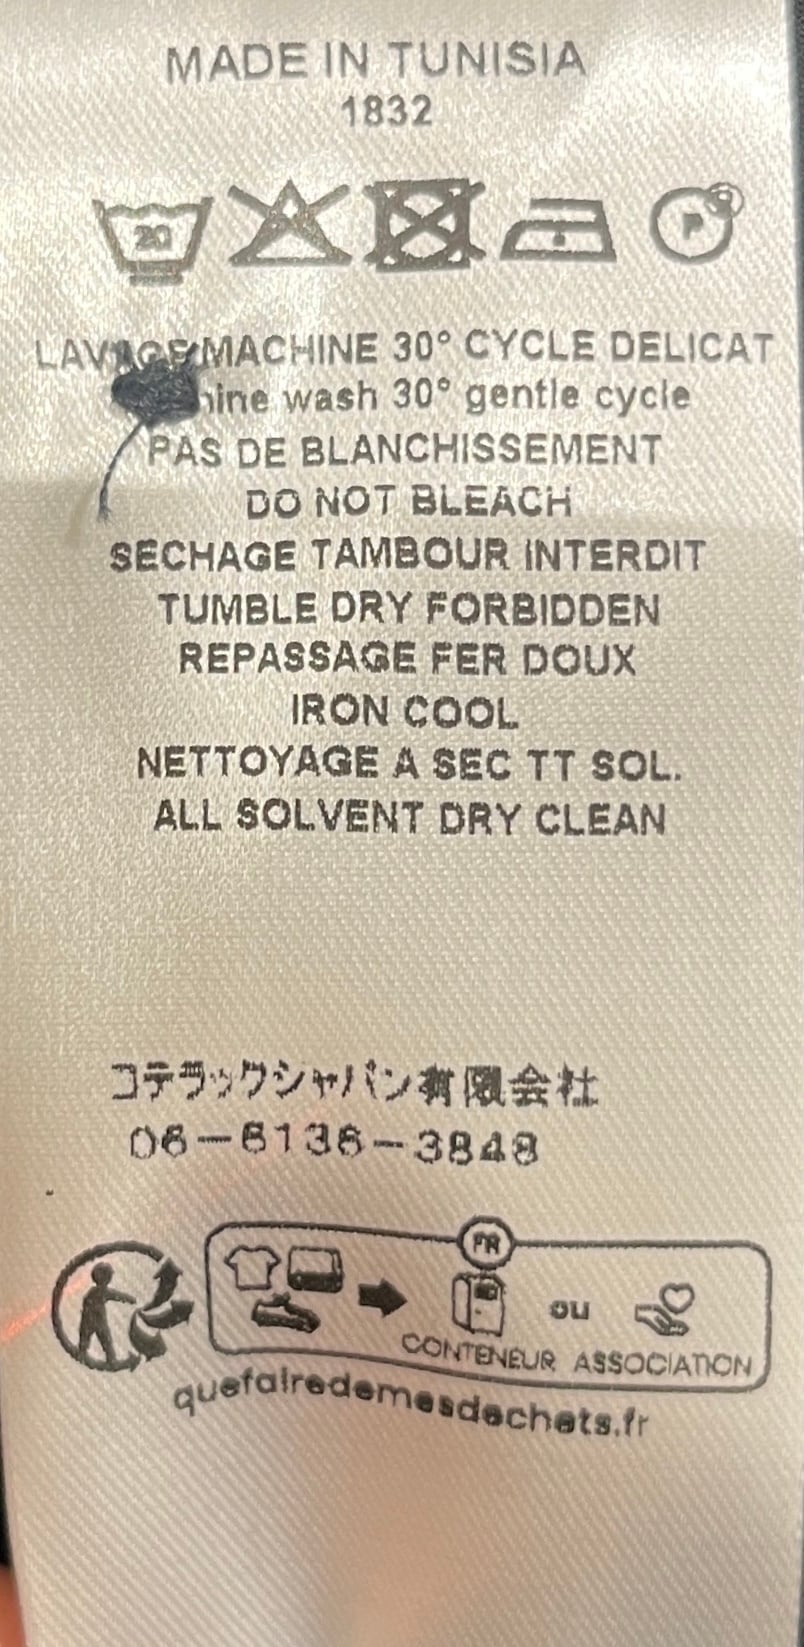 MADE IN TUNISIA
1832
20 P
LAVAGE MACHINE 30° CYCLE DELICAT
wash 30° gentle cycle
PAS DE BLANCHISSEMENT
DO NOT BLEACH
SECHAGE TAMBOUR INTERDIT
TUMBLE DRY FORBIDDEN
REPASSAGE FER DOUX
IRON COOL
NETTOYAGE A SEC TT SOL.
ALL SOLVENT DRY CLEAN
コテラックジャパン有限会社
06-6136-3848
FR
ou
CONTENEUR ASSOCIATION
quefairedemesdechets.fr